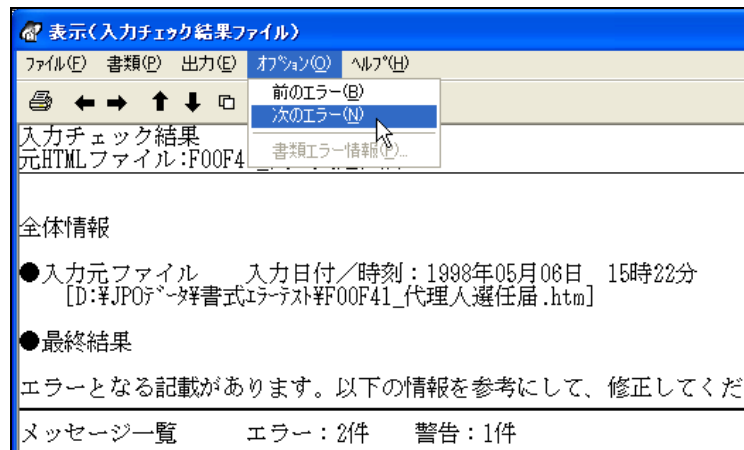 表示(入力チェック結果ファイル)
ファイル(F) 書類(P) 出力(E) オプション(O) ヘルプ(H)
前のエラー(B)
次のエラー(N)
書類エラー情報(P)...
入力チェック結果
元HTMLファイル:F00F4
全体情報
●入力元ファイル 入力日付/時刻:1998年05月06日 15時22分
[D:¥JPOデータ¥書式エラーテスト¥F00F41_代理人選任届.htm]
●最終結果
エラーとなる記載があります。以下の情報を参考にして、修正してくだ
メッセージ一覧 エラー:2件 警告:1件